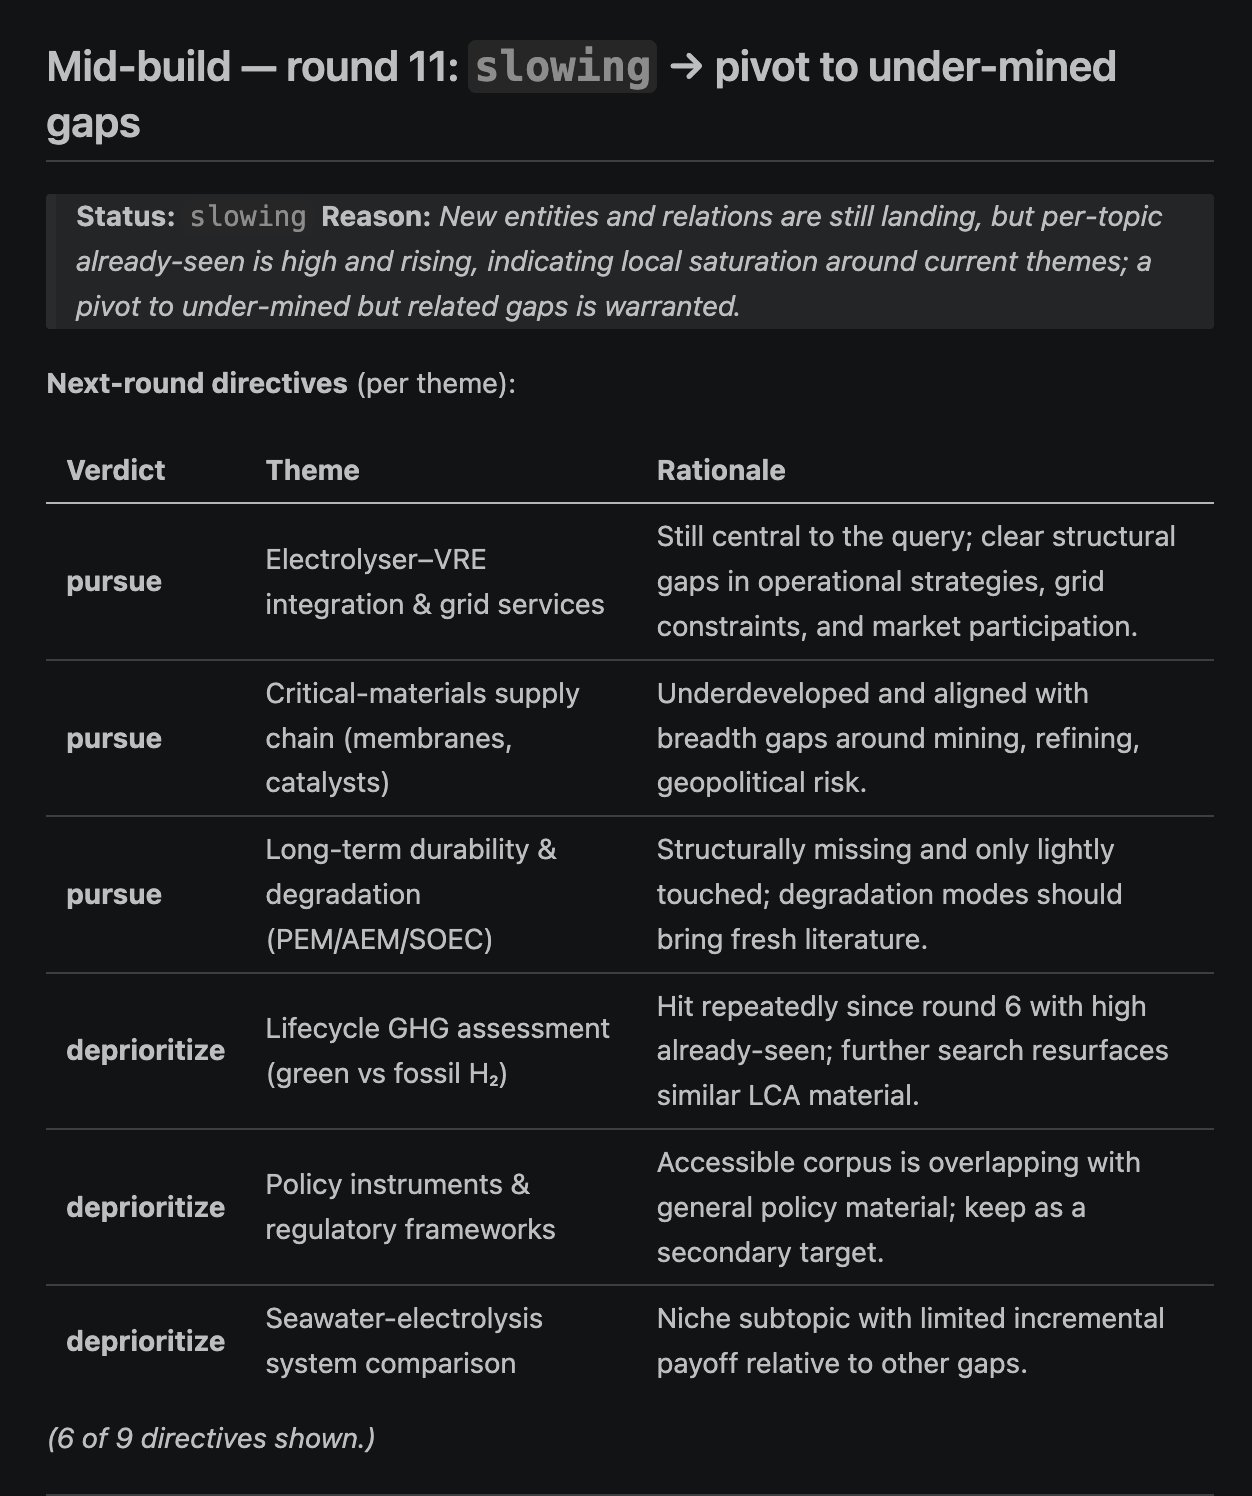 Mid-build — round 11: slowing → pivot to under-mined
gaps
Status: slowing Reason: New entities and relations are still landing, but per-topic
already-seen is high and rising, indicating local saturation around current themes; a
pivot to under-mined but related gaps is warranted.
Next-round directives (per theme):
Verdict Theme Rationale
pursue
Electrolyser–VRE
integration & grid services
Still central to the query; clear structural
gaps in operational strategies, grid
constraints, and market participation.
pursue
Critical-materials supply
chain (membranes,
catalysts)
Underdeveloped and aligned with
breadth gaps around mining, refining,
geopolitical risk.
pursue
Long-term durability &
degradation
(PEM/AEM/SOEC)
Structurally missing and only lightly
touched; degradation modes should
bring fresh literature.
deprioritize
Lifecycle GHG assessment
(green vs fossil H₂)
Hit repeatedly since round 6 with high
already-seen; further search resurfaces
similar LCA material.
deprioritize
Policy instruments &
regulatory frameworks
Accessible corpus is overlapping with
general policy material; keep as a
secondary target.
deprioritize
Seawater-electrolysis
system comparison
Niche subtopic with limited incremental
payoff relative to other gaps.
(6 of 9 directives shown.)